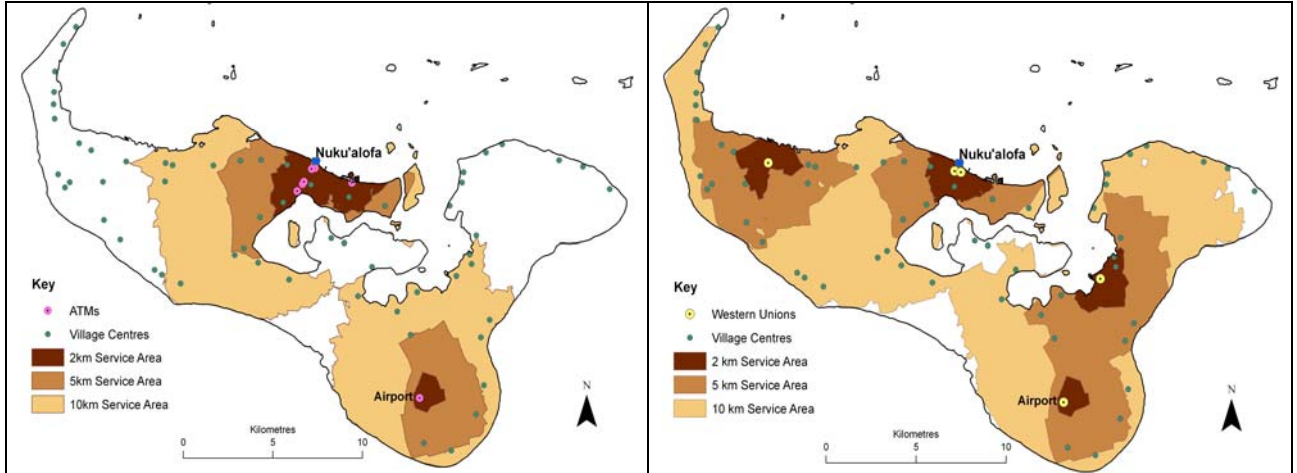 Nuku'alofa
Key
ATMs
Village Centres
2km Service Area
5km Service Area
10km Service Area
Airport
N
Kilometres
0 5 10
Nuku'alofa
Key
Western Unions
Village Centres
2 km Service Area
5 km Service Area
10 km Service Area
Airport
N
Kilometres
0 5 10